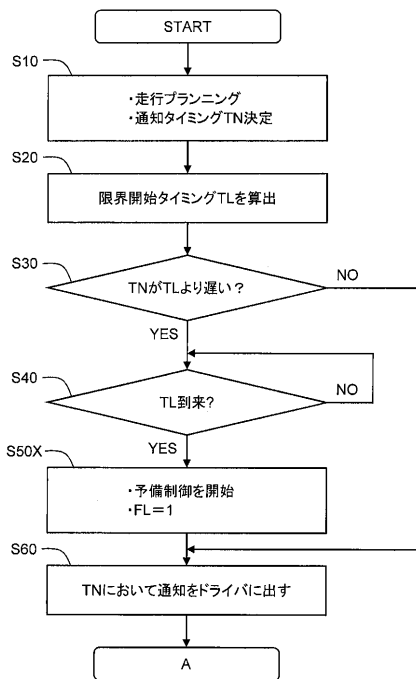 START
S10
・走行プランニング
・通知タイミングTN決定
S20
限界開始タイミングTLを算出
S30
TNがTLより遅い？
NO
YES
S40
TL到来？
NO
YES
S50X
・予備制御を開始
・FL＝1
S60
TNにおいて通知をドライバに出す
A